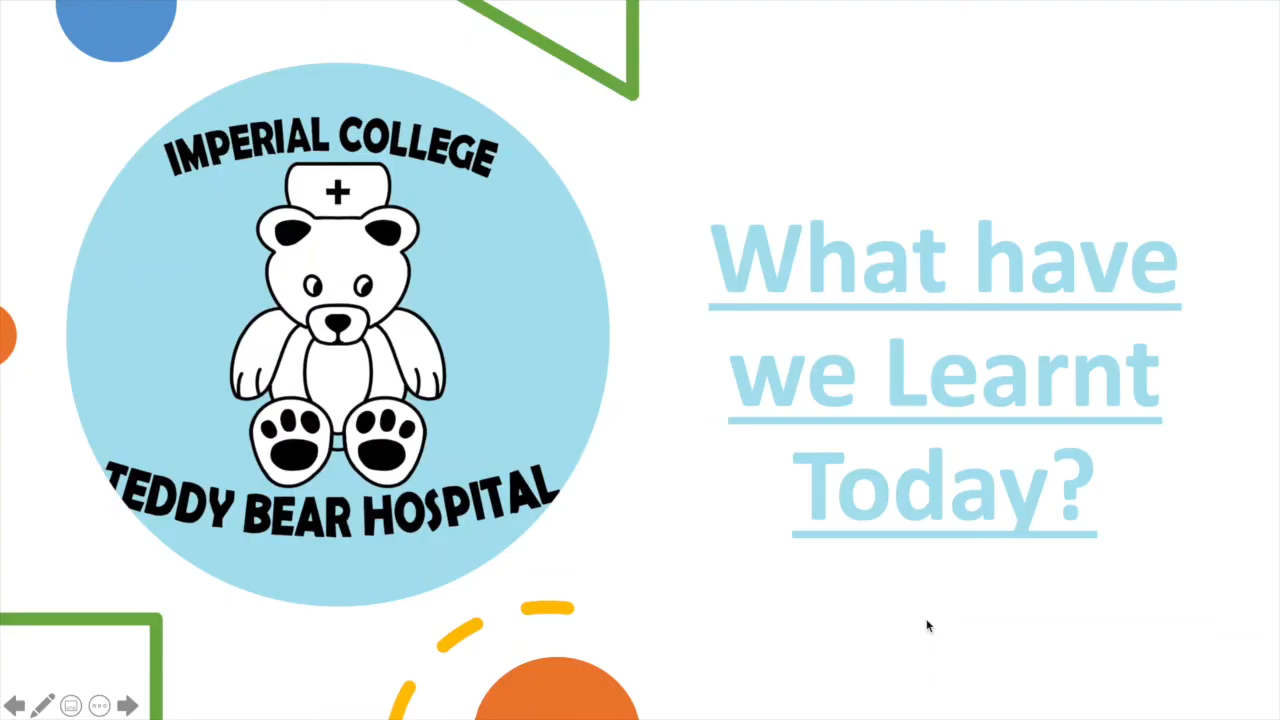 IMPERIAL COLLEGE
TEDDY BEAR HOSPITAL
What have
we Learnt
Today?